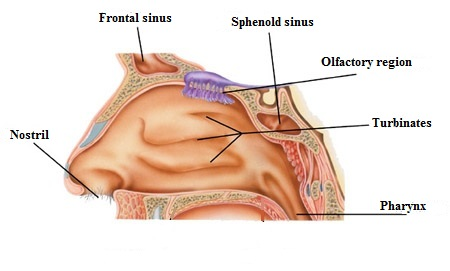 Frontal sinus
Sphenold sinus
Olfactory region
Turbinates
Nostril
Pharynx